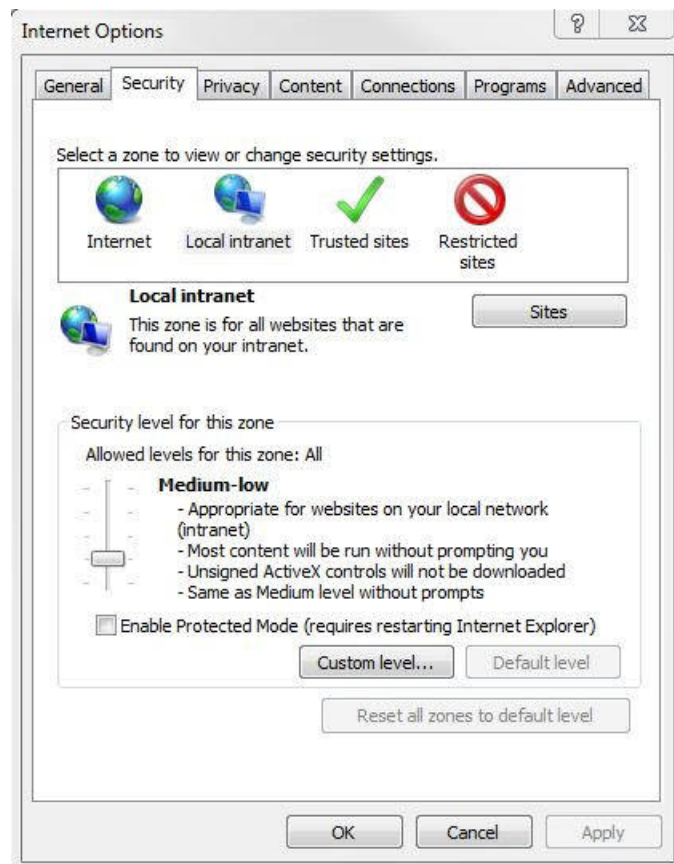 Internet Options
General Security Privacy Content Connections Programs Advanced
Select a zone to view or change security settings.
Internet Local intranet Trusted sites Restricted
sites
Local intranet
This zone is for all websites that are
found on your intranet.
Sites
Security level for this zone
Allowed levels for this zone: All
Medium-low
- Appropriate for websites on your local network
(intranet)
- Most content will be run without prompting you
- Unsigned ActiveX controls will not be downloaded
- Same as Medium level without prompts
Enable Protected Mode (requires restarting Internet Explorer)
Custom level... Default level
Reset all zones to default level
OK Cancel Apply